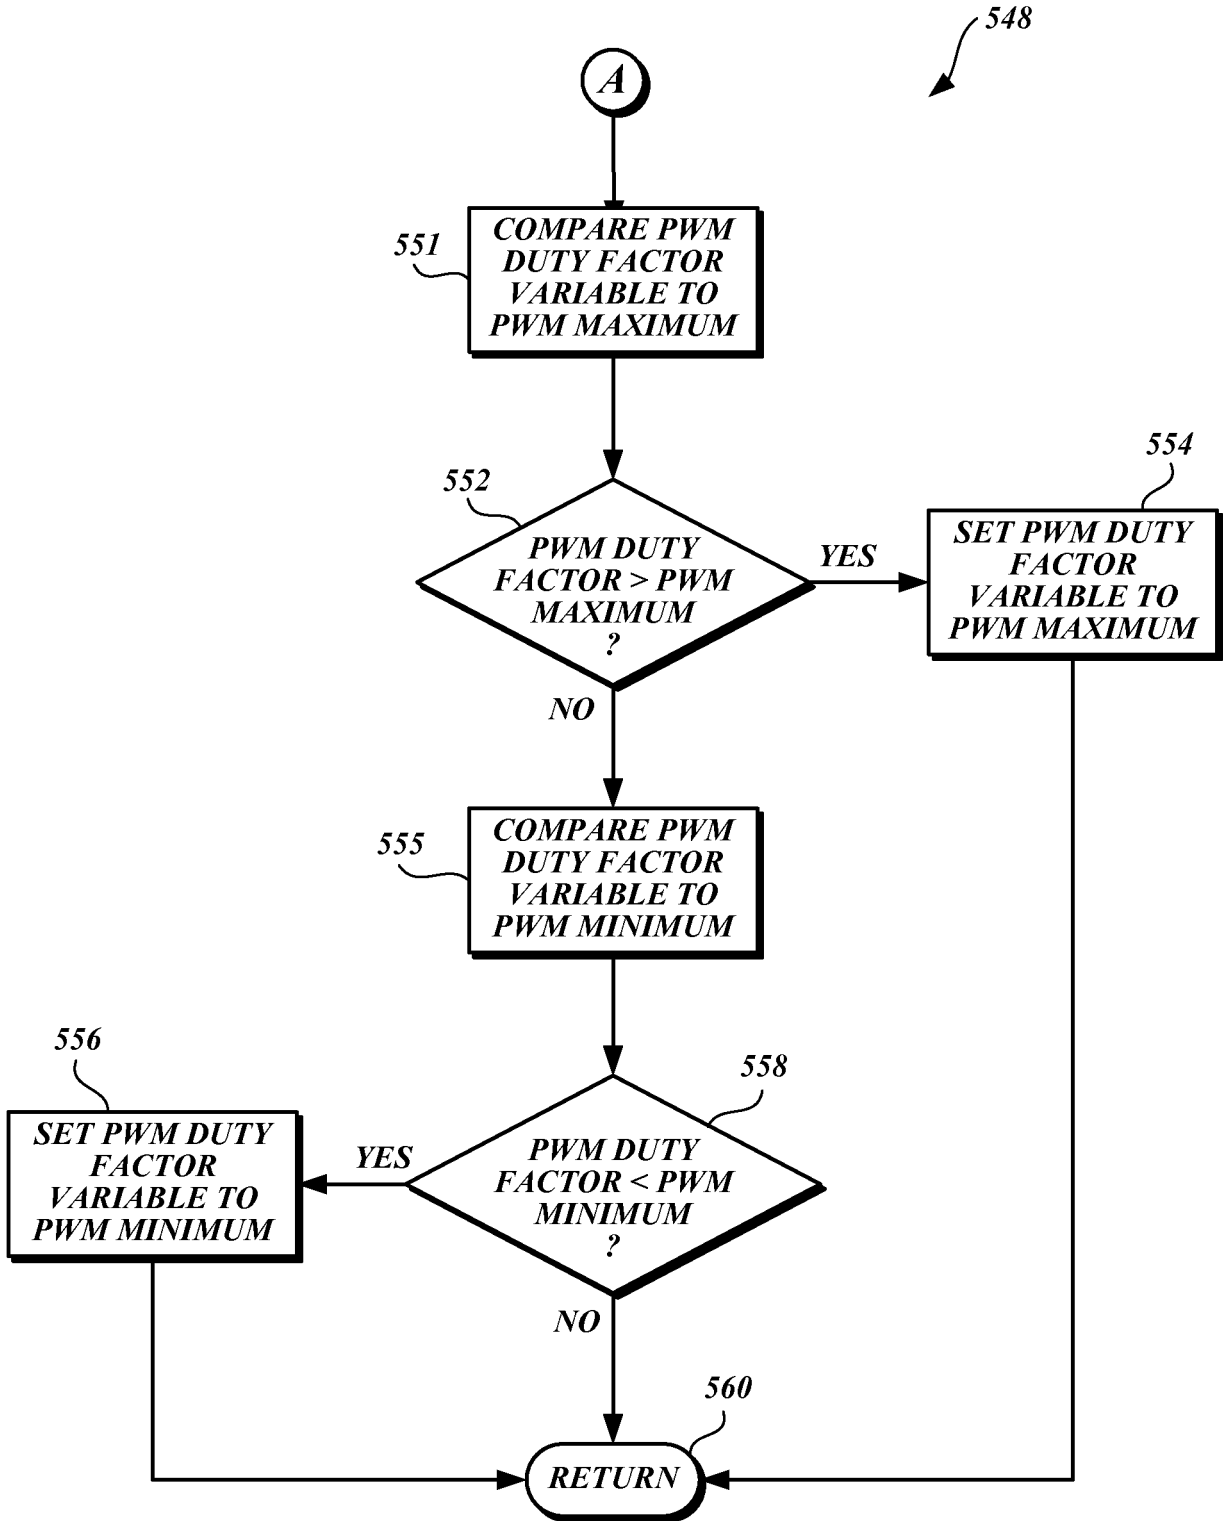 548
A
551
COMPARE PWM
DUTY FACTOR
VARIABLE TO
PWM MAXIMUM
552
PWM DUTY
FACTOR > PWM
MAXIMUM
?
YES
554
SET PWM DUTY
FACTOR
VARIABLE TO
PWM MAXIMUM
NO
555
COMPARE PWM
DUTY FACTOR
VARIABLE TO
PWM MINIMUM
558
PWM DUTY
FACTOR < PWM
MINIMUM
?
YES
556
SET PWM DUTY
FACTOR
VARIABLE TO
PWM MINIMUM
NO
560
RETURN